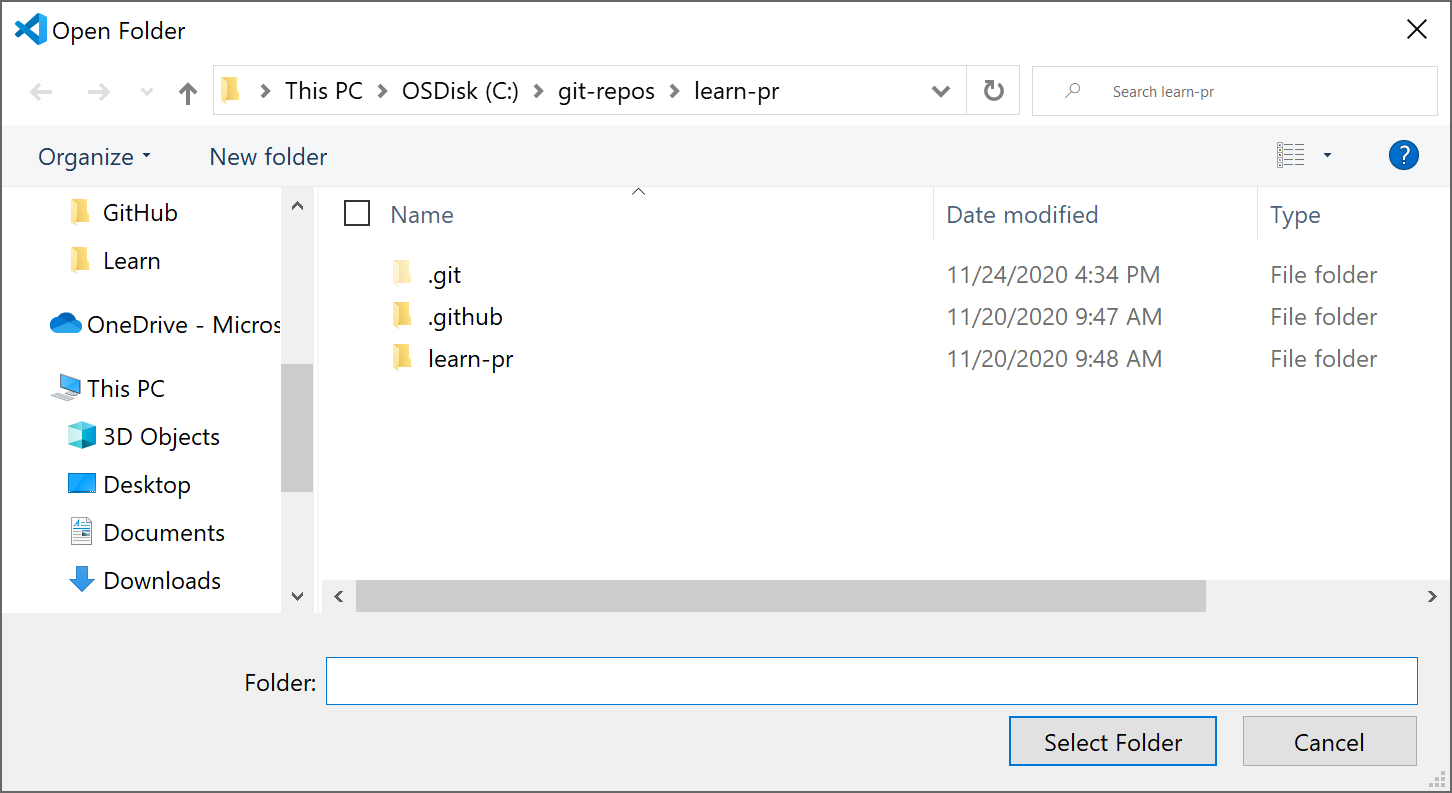 Open Folder
This PC OSDisk (C:) git-repos learn-pr Search learn-pr
Organize New folder ?
GitHub
Learn
OneDrive - Micros
This PC
3D Objects
Desktop
Documents
Downloads
Name Date modified Type
.git 11/24/2020 4:34 PM File folder
.github 11/20/2020 9:47 AM File folder
learn-pr 11/20/2020 9:48 AM File folder
Folder:
Select Folder Cancel